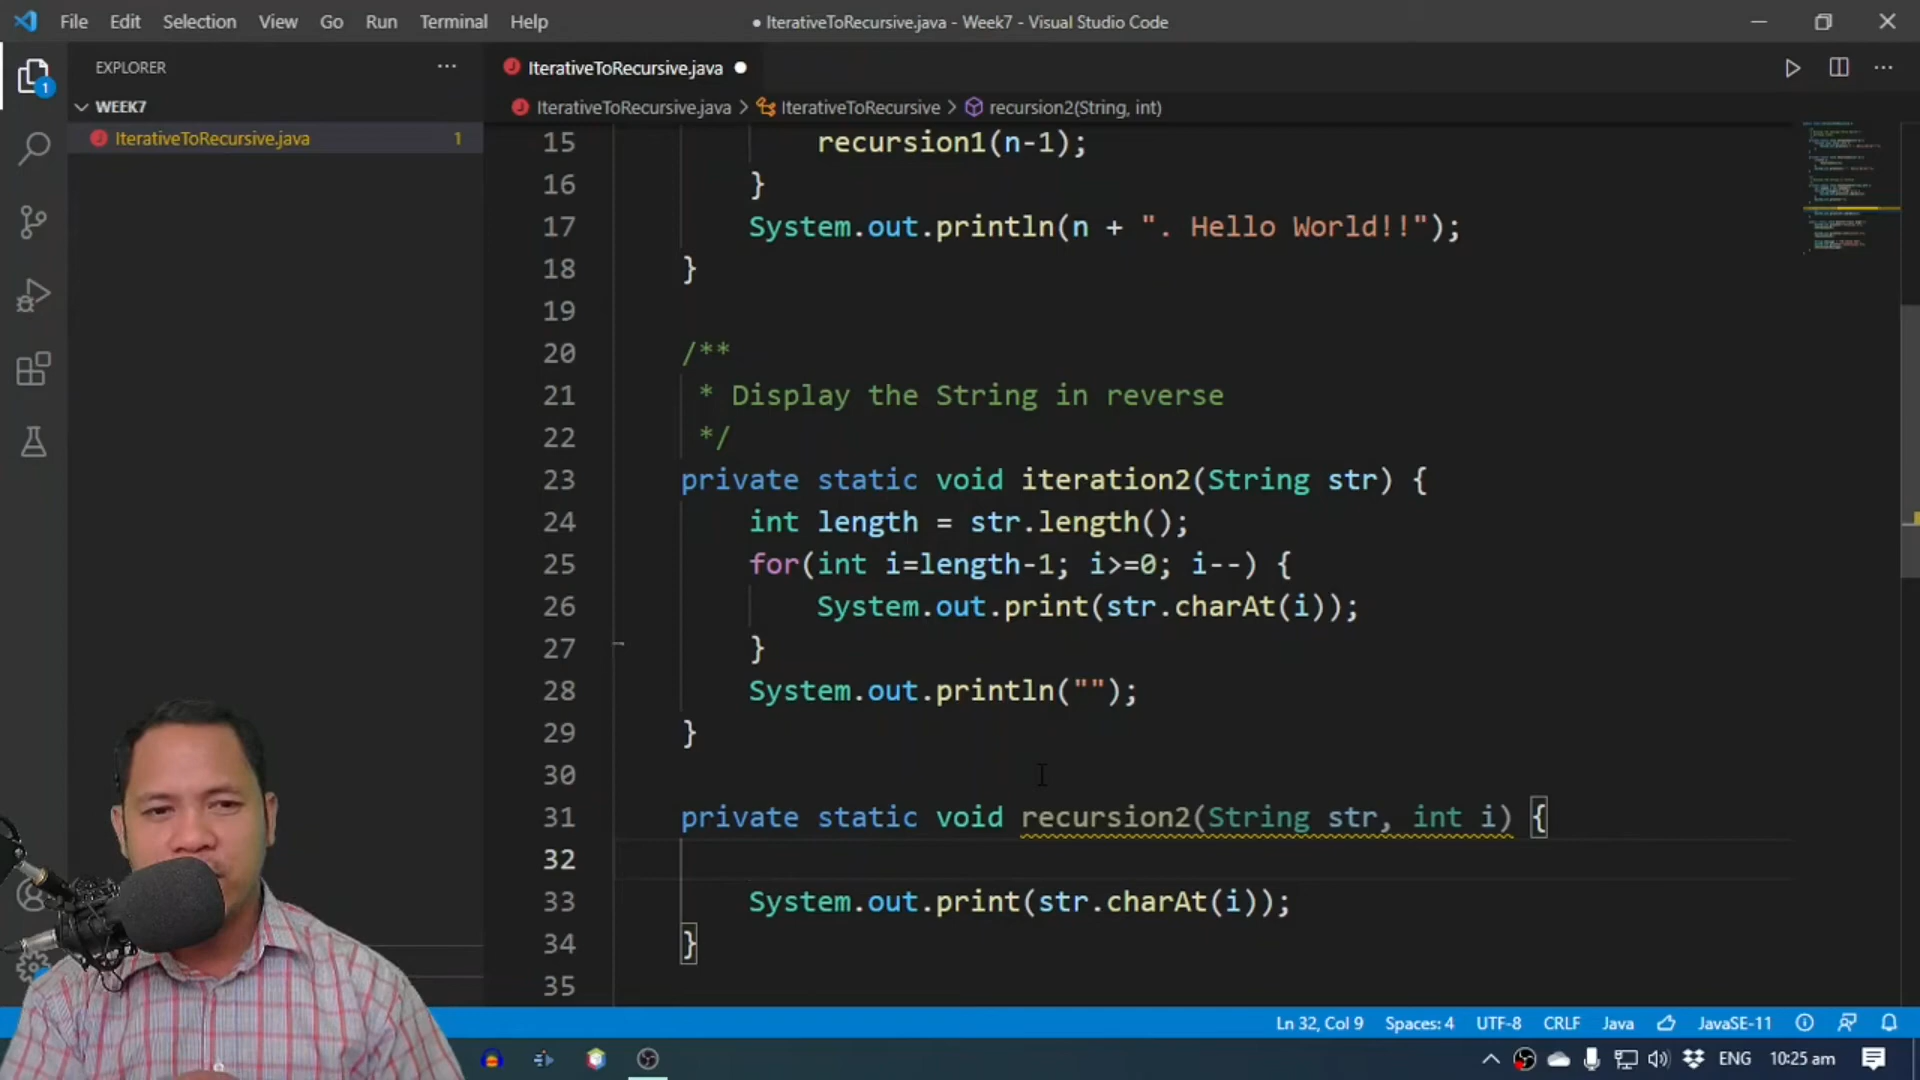 File Edit Selection View Go Run Terminal Help
● IterativeToRecursive.java - Week7 - Visual Studio Code
EXPLORER
IterativeToRecursive.java
1
WEEK7
IterativeToRecursive.java > IterativeToRecursive > recursion2(String, int)
IterativeToRecursive.java 1
15 recursion1(n-1);
16 }
17 System.out.println(n + ". Hello World!!");
18 }
19
20 /**
21 * Display the String in reverse
22 */
23 private static void iteration2(String str) {
24 int length = str.length();
25 for(int i=length-1; i>=0; i--) {
26 System.out.print(str.charAt(i));
27 }
28 System.out.println("");
29 }
30
31 private static void recursion2(String str, int i) {
32
33 System.out.print(str.charAt(i));
34 }
35
Ln 32, Col 9 Spaces: 4 UTF-8 CRLF Java JavaSE-11
ENG 10:25 am